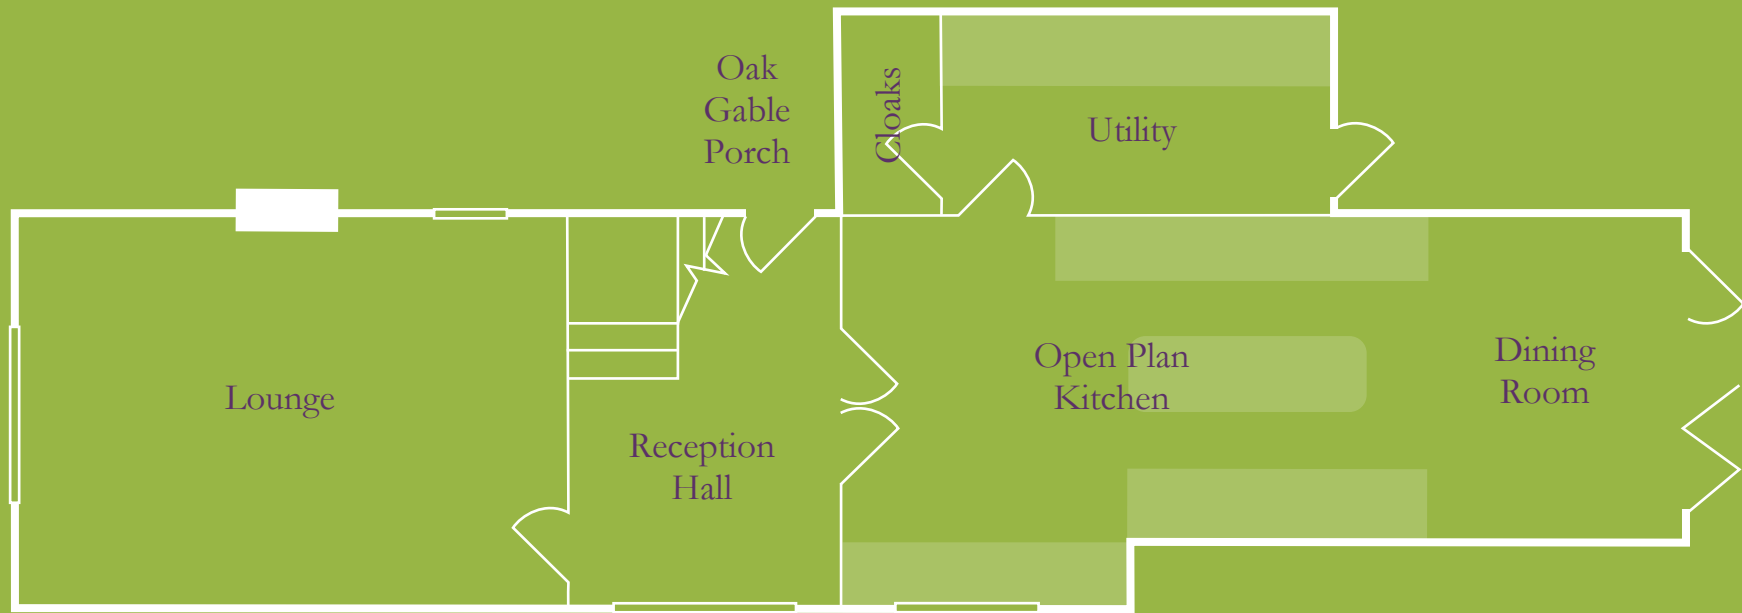 Oak
Gable
Porch
Cloaks
Utility
Lounge
Reception
Hall
Open Plan
Kitchen
Dining
Room